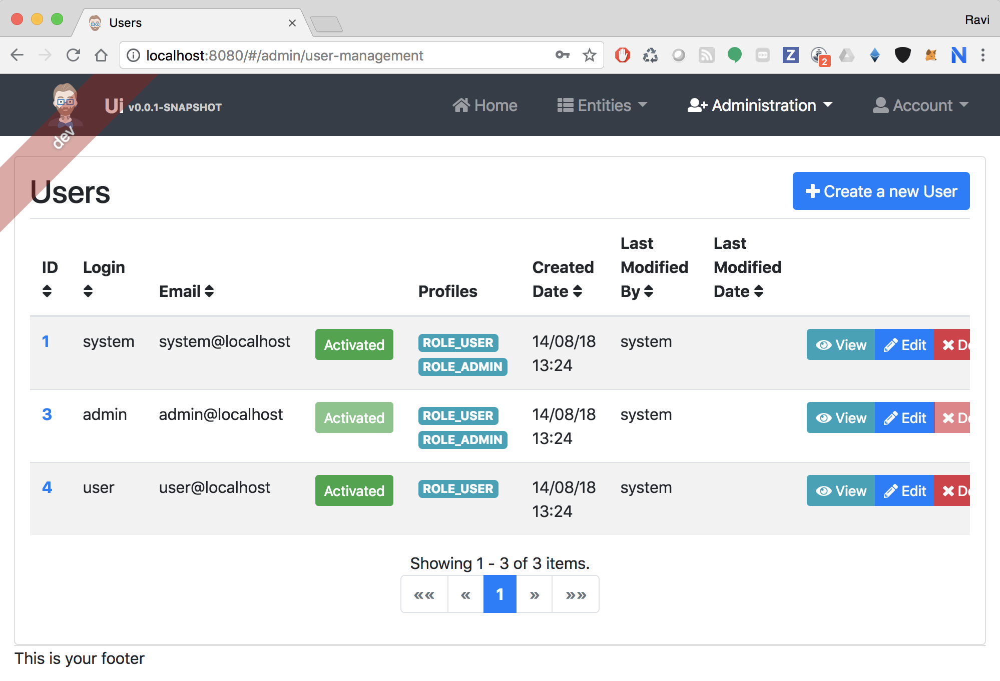 Users
Ravi
localhost:8080/#/admin/user-management
Z
2
N
Ui v0.0.1-SNAPSHOT
Home
Entities
Administration
Account
dev
Users
Create a new User
ID
Login
Email
Profiles
Created Date
Last Modified By
Last Modified Date
1 system system@localhost Activated ROLE_USER 14/08/18 system View Edit De
ROLE_ADMIN 13:24
3 admin admin@localhost Activated ROLE_USER 14/08/18 system View Edit De
ROLE_ADMIN 13:24
4 user user@localhost Activated ROLE_USER 14/08/18 system View Edit De
13:24
Showing 1 - 3 of 3 items.
«« « 1 » »»
This is your footer